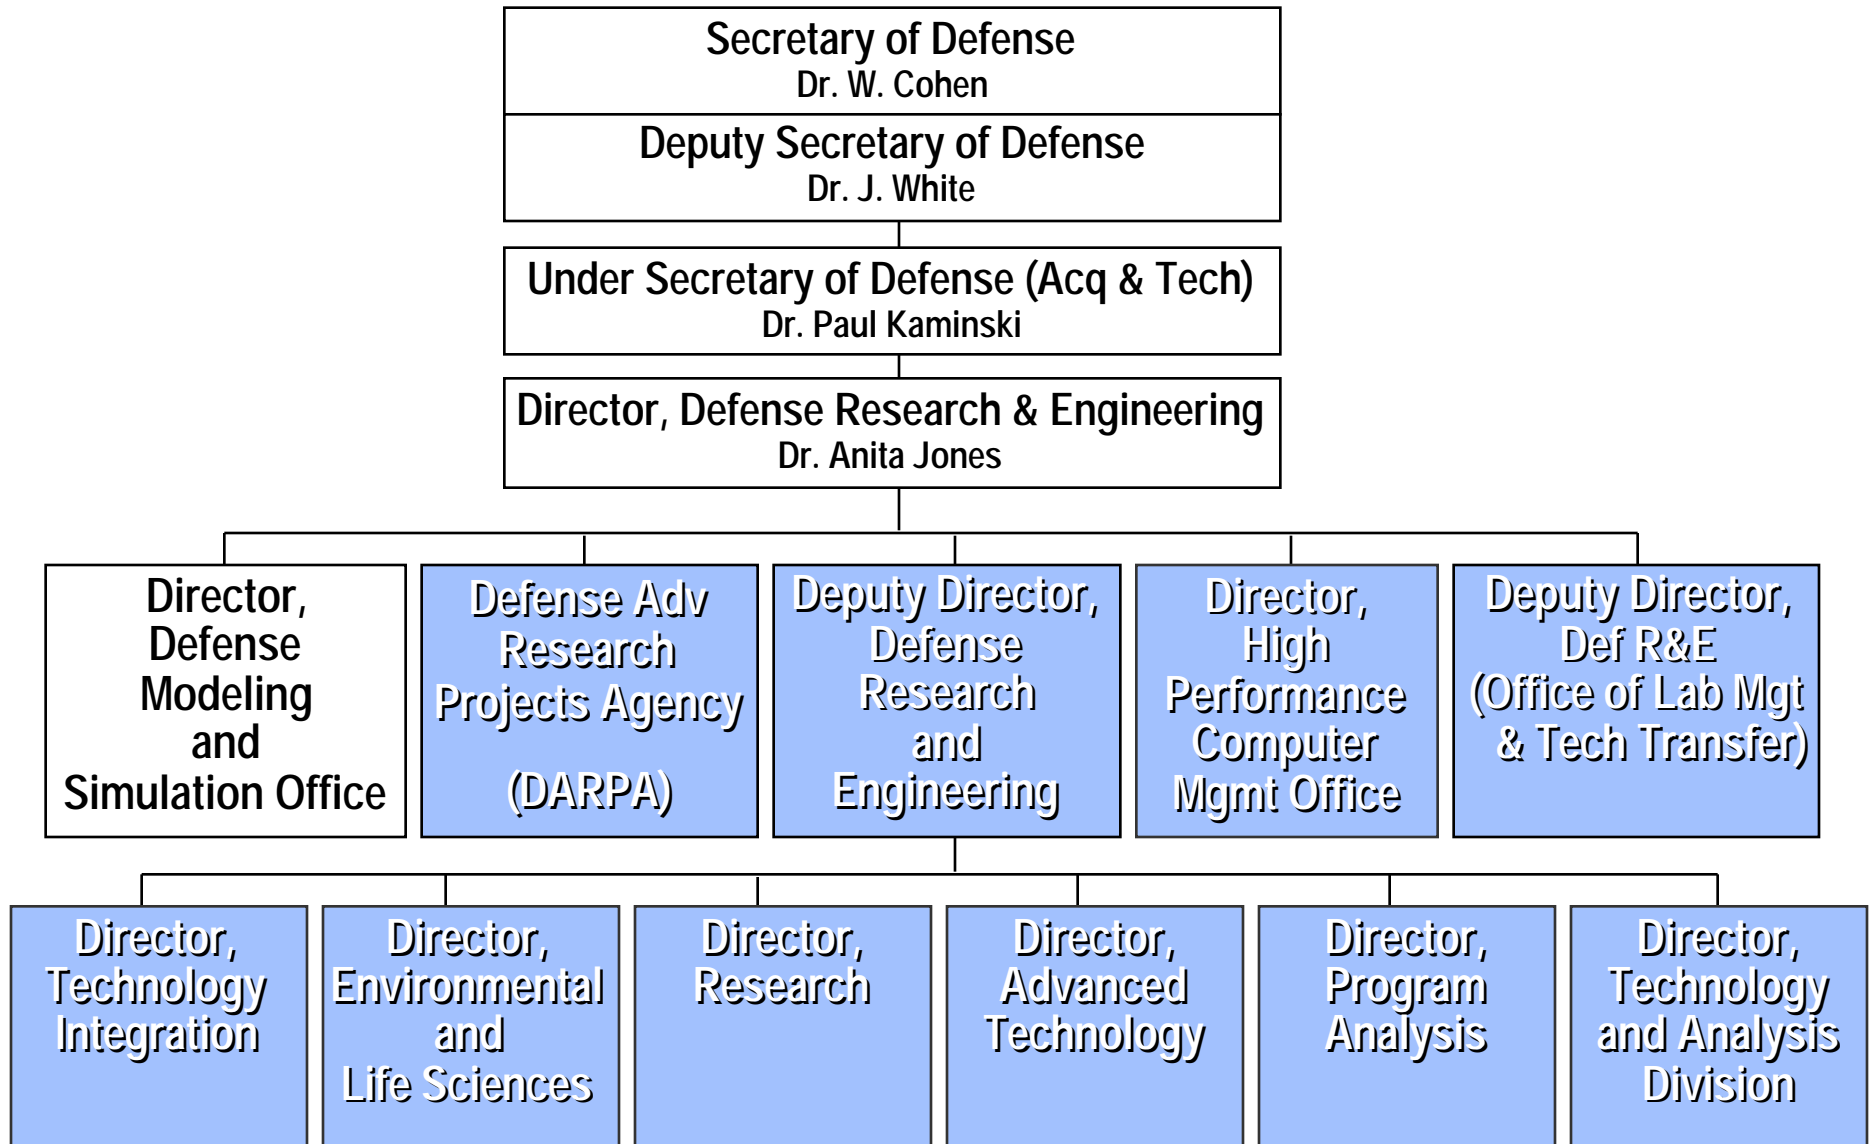 Secretary of Defense
Dr. W. Cohen
Deputy Secretary of Defense
Dr. J. White
Under Secretary of Defense (Acq & Tech)
Dr. Paul Kaminski
Director, Defense Research & Engineering
Dr. Anita Jones
Director,
Defense
Modeling
and
Simulation Office
Defense Adv
Research
Projects Agency
(DARPA)
Deputy Director,
Defense
Research
and
Engineering
Director,
High
Performance
Computer
Mgmt Office
Deputy Director,
Def R&E
(Office of Lab Mgt
& Tech Transfer)
Director,
Technology
Integration
Director,
Environmental
and
Life Sciences
Director,
Research
Director,
Advanced
Technology
Director,
Program
Analysis
Director,
Technology
and Analysis
Division